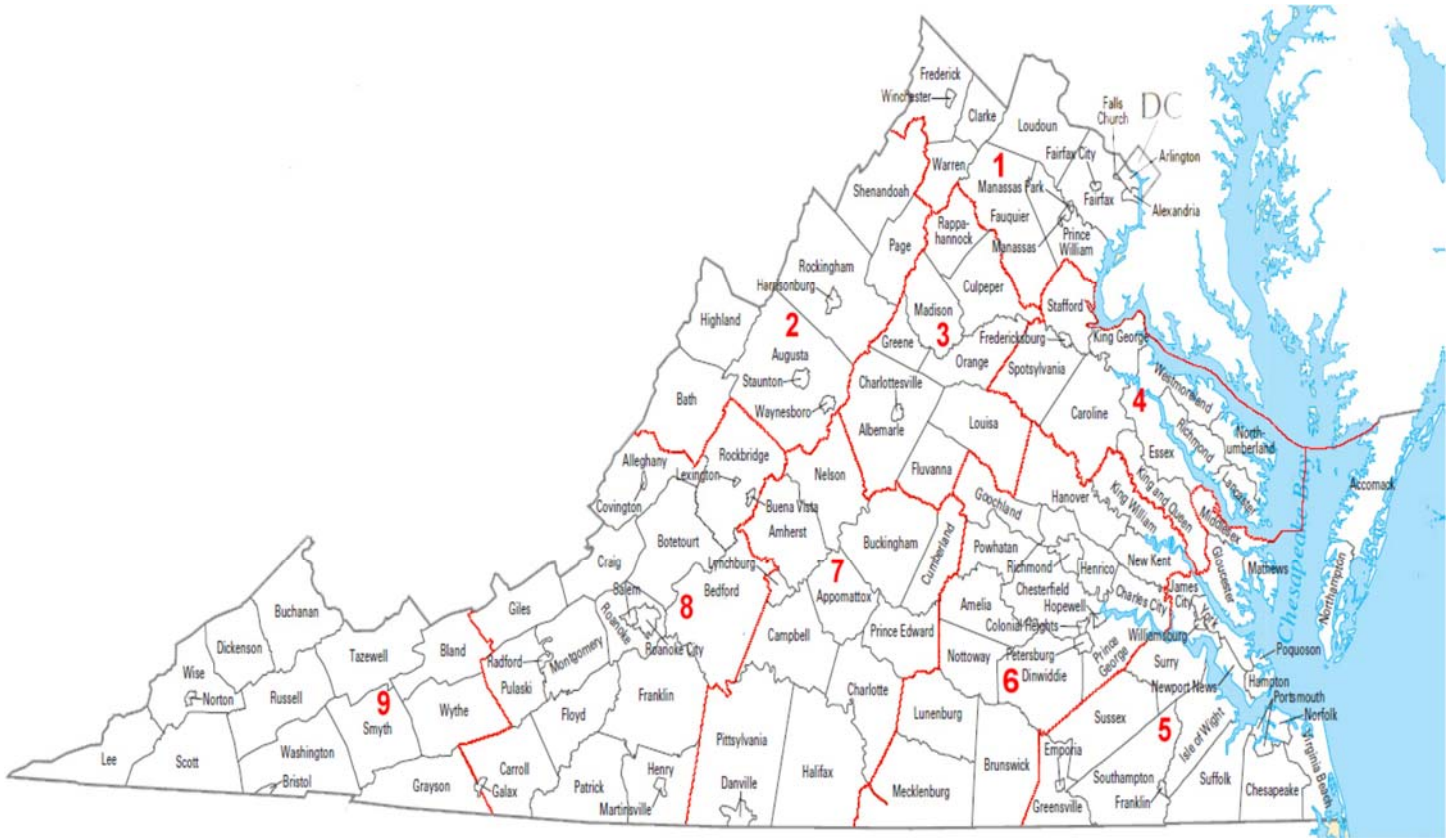 Frederick
Winchester
Clarke
Loudoun
Falls
Church
DC
Arlington
Fairfax City
Fairfax
Alexandria
Warren
1
Manassas Park
Fauquier
Manassas
Prince
William
Shenandoah
Rappa-
hannock
Page
Rockingham
Harrisonburg
Culpeper
Madison
Stafford
Highland
2
3
Greene
Orange
Fredericksburg
King George
Augusta
Staunton
Waynesboro
Charlottesville
Spotsylvania
Westmoreland
4
Bath
Albemarle
Louisa
Caroline
Richmond
North-
umberland
Essex
Lancaster
Alleghany
Rockbridge
Lexington
Nelson
Fluvanna
Covington
Buena Vista
Goochland
Hanover
King William
King and Queen
Middlesex
Accomack
Chesapeake Bay
Botetourt
Amherst
Buckingham
Cumberland
Powhatan
Richmond
Henrico
New Kent
Gloucester
Mathews
Northampton
Craig
Lynchburg
Salem
Bedford
8
7
Appomattox
Chesterfield
Amelia
Hopewell
Charles City
James
City
York
Buchanan
Giles
Roanoke
Colonial Heights
Williamsburg
Poquoson
Dickenson
Tazewell
Bland
Radford
Montgomery
Roanoke City
Campbell
Prince Edward
Nottoway
Petersburg
Prince
George
Surry
Wise
Norton
Russell
Pulaski
Franklin
6
Dinwiddie
Newport News
Hampton
Portsmouth
Norfolk
9
Smyth
Wythe
Floyd
Charlotte
Lunenburg
Sussex
5
Isle of Wight
Virginia Beach
Lee
Scott
Washington
Bristol
Grayson
Carroll
Galax
Patrick
Henry
Martinsville
Pittsylvania
Danville
Halifax
Mecklenburg
Brunswick
Emporia
Greensville
Southampton
Franklin
Suffolk
Chesapeake